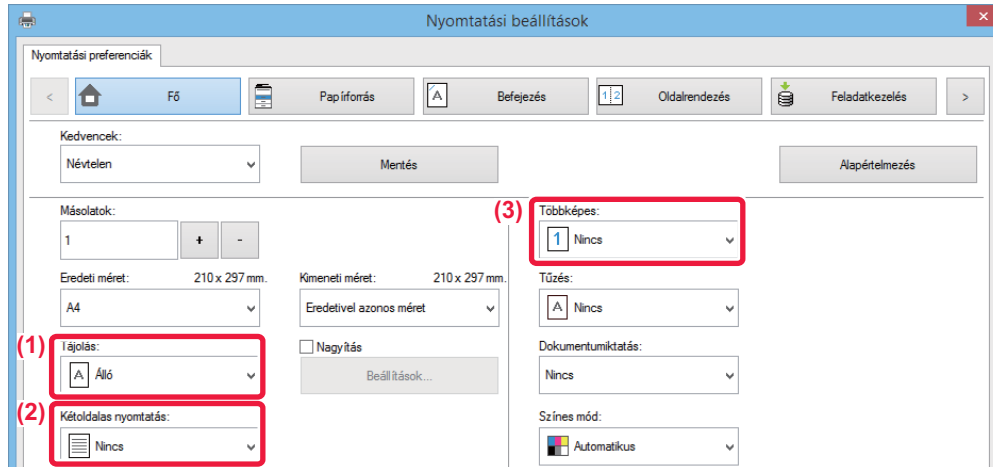 Nyomtatási beállítások
Nyomtatási preferenciák
< Fő Papírforrás A Befejezés 1 2 Oldalrendezés Feladatkezelés >
Kedvencek:
Névtelen Mentés Alapértelmezés
Másolatok: (3) Többképes:
1 + - 1 Nincs
Eredeti méret: 210 x 297 mm. Kimeneti méret: 210 x 297 mm. Tűzés:
A4 Eredetivel azonos méret A Nincs
(1) Tájolás: Nagyítás Dokumentumiktatás:
A Álló Beállítások... Nincs
(2) Kétoldalas nyomtatás: Színes mód:
Nincs Automatikus